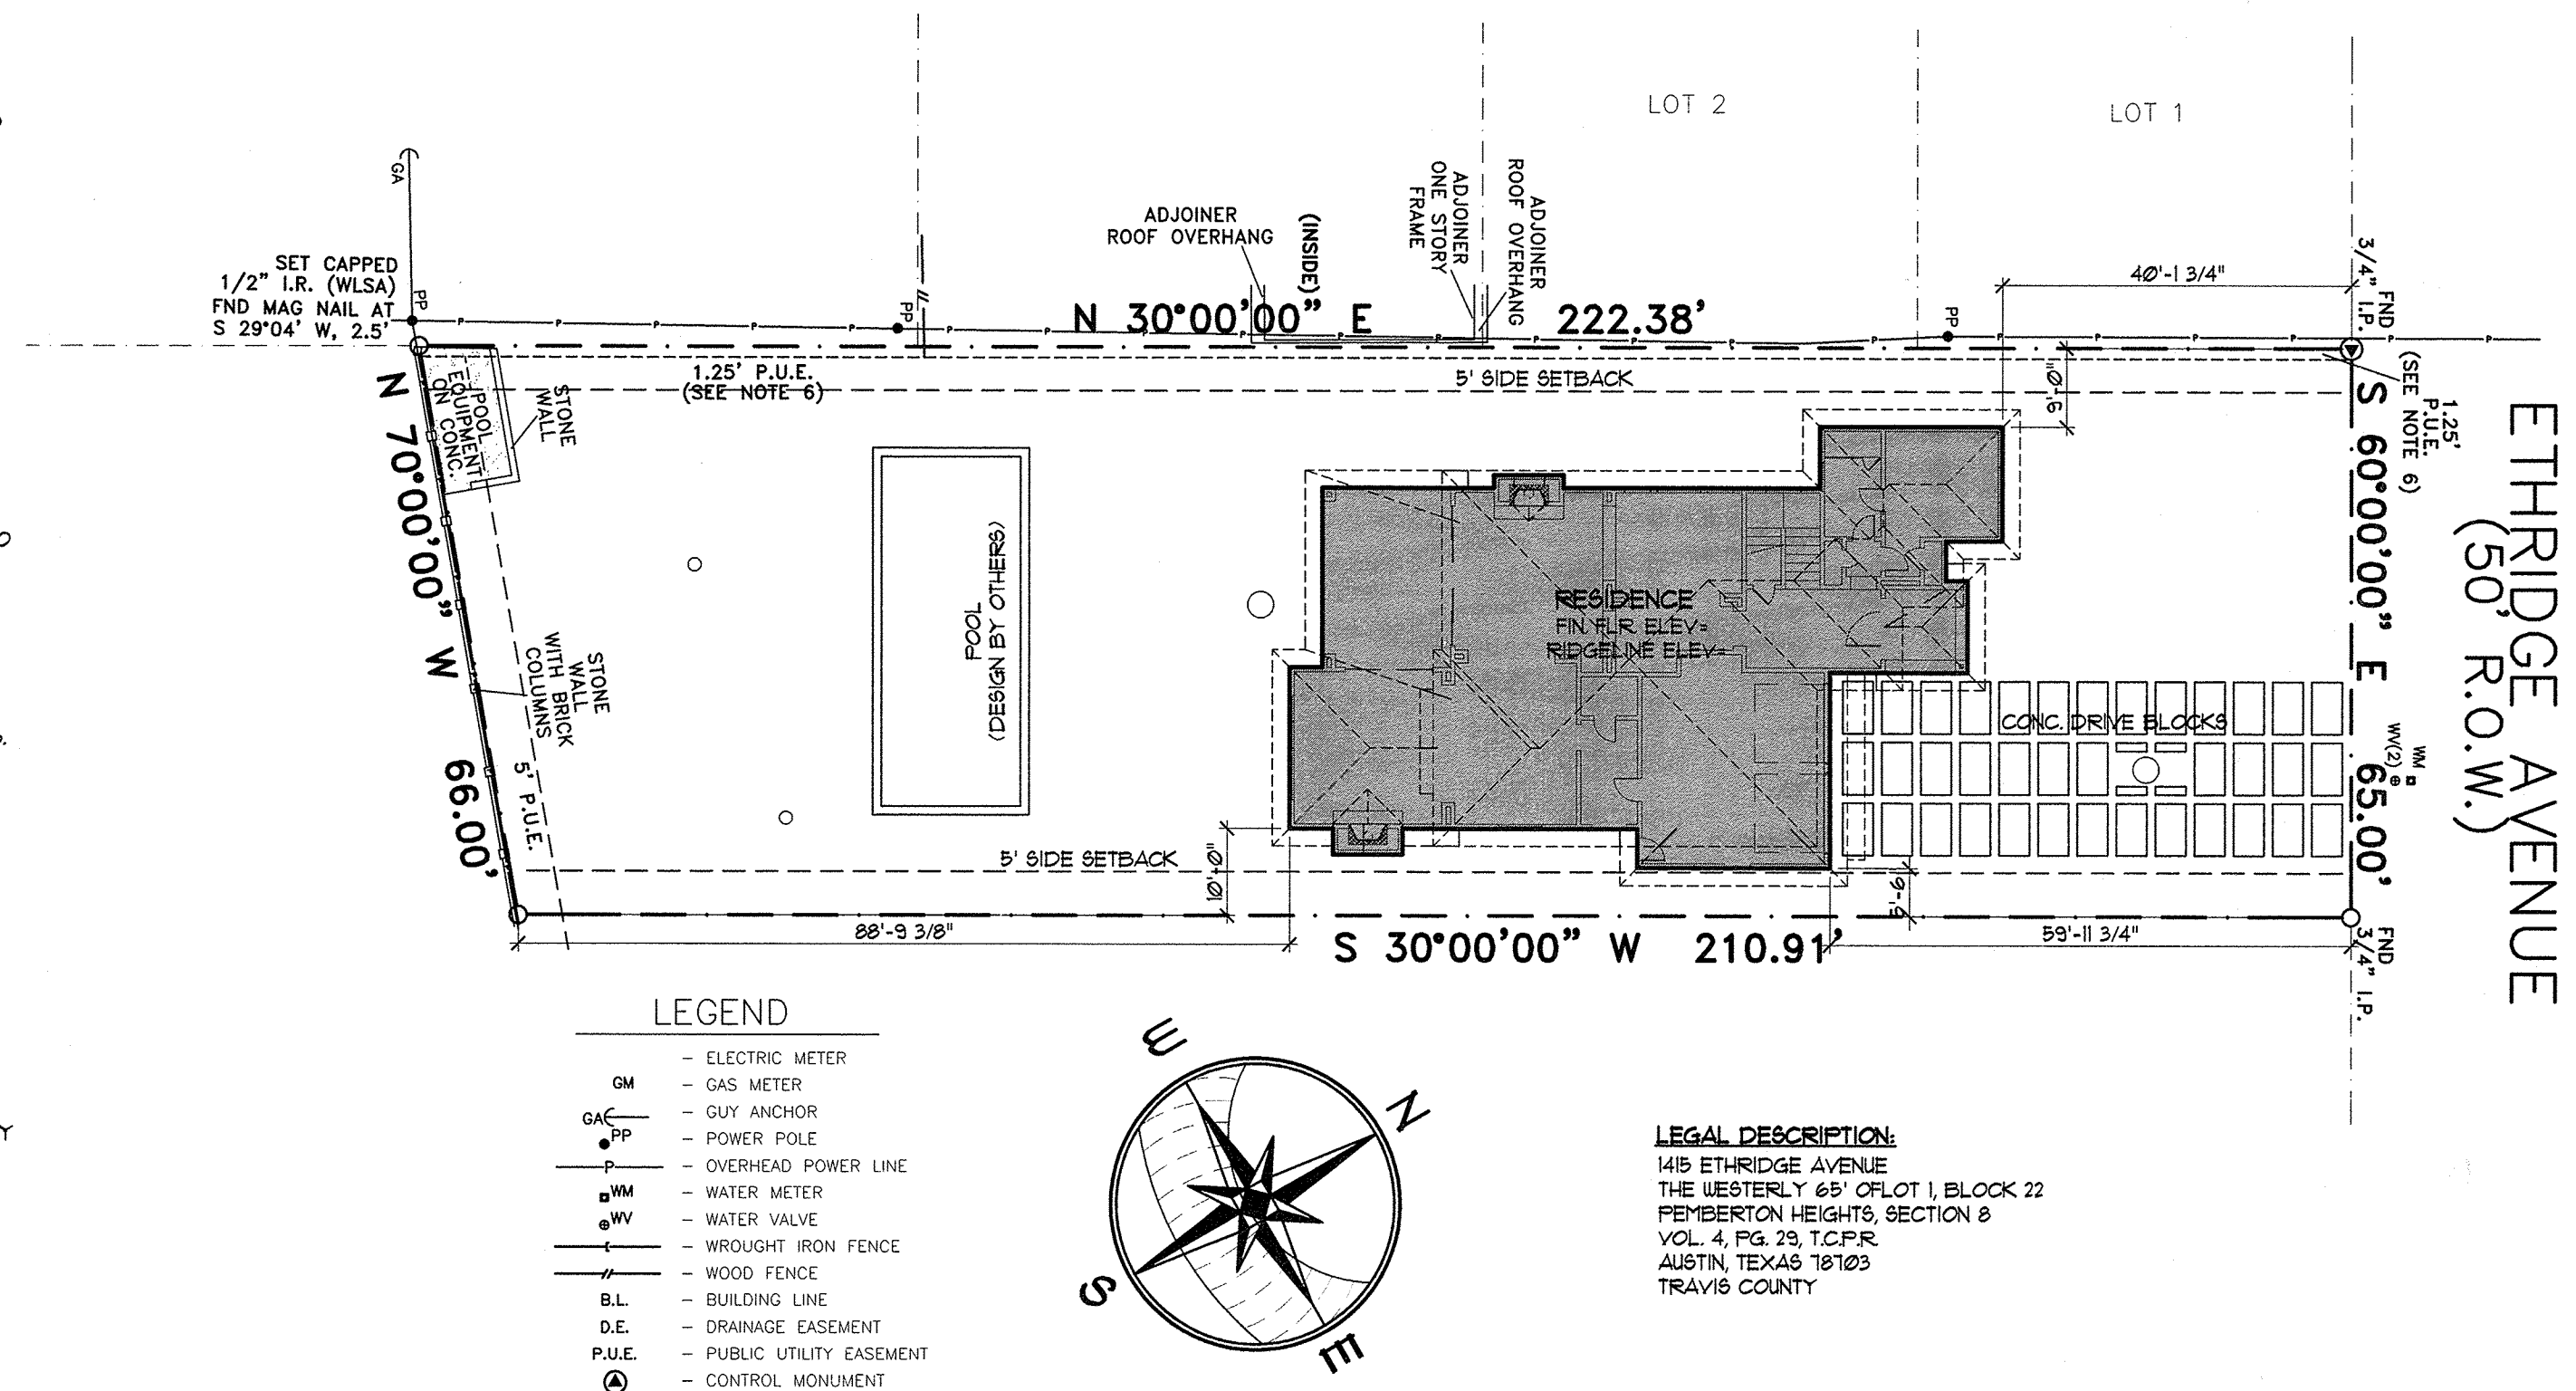 LOT 2
LOT 1
GA
ADJOINER
ROOF OVERHANG
(INSIDE)
ADJOINER
ONE STORY
FRAME
ADJOINER
ROOF OVERHANG
40'-1 3/4"
FND
3/4" I.P.
SET CAPPED
1/2" I.R. (WLSA)
FND MAG NAIL AT
S 29°04' W, 2.5'
PP
PP
PP
N 30°00'00" E 222.38'
P P P P P P
1.25' P.U.E.
(SEE NOTE 6)
5' SIDE SETBACK
9'-0"
1.25'
P.U.E.
(SEE NOTE 6)
S 60°00'00" E 65.00'
ETHRIDGE AVENUE
(50' R.O.W.)
POOL
EQUIPMENT
ON CONC.
STONE
WALL
N 70°00'00" W 66.00'
STONE
WALL
WITH BRICK
COLUMNS
5' P.U.E.
POOL
(DESIGN BY OTHERS)
RESIDENCE
FIN. FLR. ELEV=
RIDGELINE ELEV=
CONC. DRIVE BLOCKS
WM
WV(2)
5' SIDE SETBACK
10'-0"
5'-6"
88'-9 3/8"
S 30°00'00" W 210.91'
59'-11 3/4"
FND
3/4" I.P.
LEGEND
- ELECTRIC METER
GM - GAS METER
GA - GUY ANCHOR
PP - POWER POLE
P - OVERHEAD POWER LINE
WM - WATER METER
WV - WATER VALVE
- WROUGHT IRON FENCE
// - WOOD FENCE
B.L. - BUILDING LINE
D.E. - DRAINAGE EASEMENT
P.U.E. - PUBLIC UTILITY EASEMENT
- CONTROL MONUMENT
W
N
S
E
LEGAL DESCRIPTION:
1415 ETHRIDGE AVENUE
THE WESTERLY 65' OFLOT 1, BLOCK 22
PEMBERTON HEIGHTS, SECTION 8
VOL. 4, PG. 29, T.C.P.R.
AUSTIN, TEXAS 78703
TRAVIS COUNTY